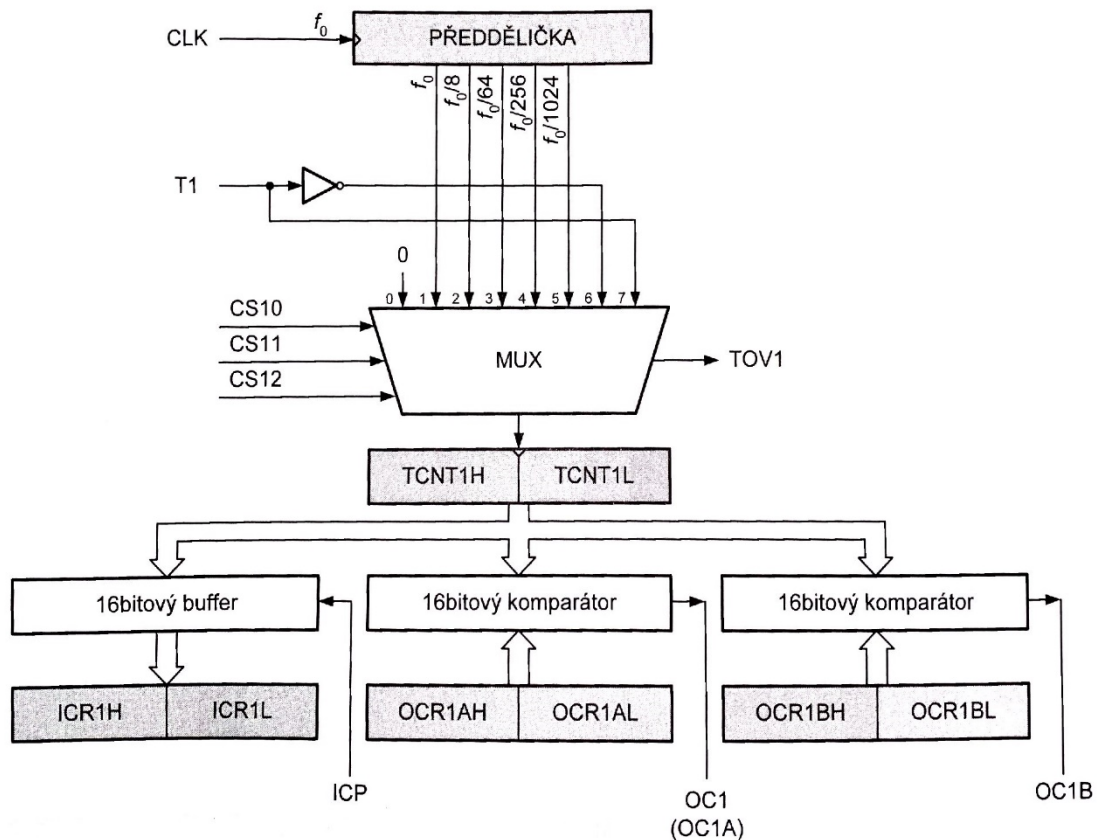 CLK
f0
PŘEDDĚLIČKA
f0
f0/8
f0/64
f0/256
f0/1024
T1
0
0 1 2 3 4 5 6 7
CS10
CS11
CS12
MUX
TOV1
TCNT1H TCNT1L
16bitový buffer
16bitový komparátor
16bitový komparátor
ICR1H ICR1L
OCR1AH OCR1AL
OCR1BH OCR1BL
ICP
OC1
(OC1A)
OC1B